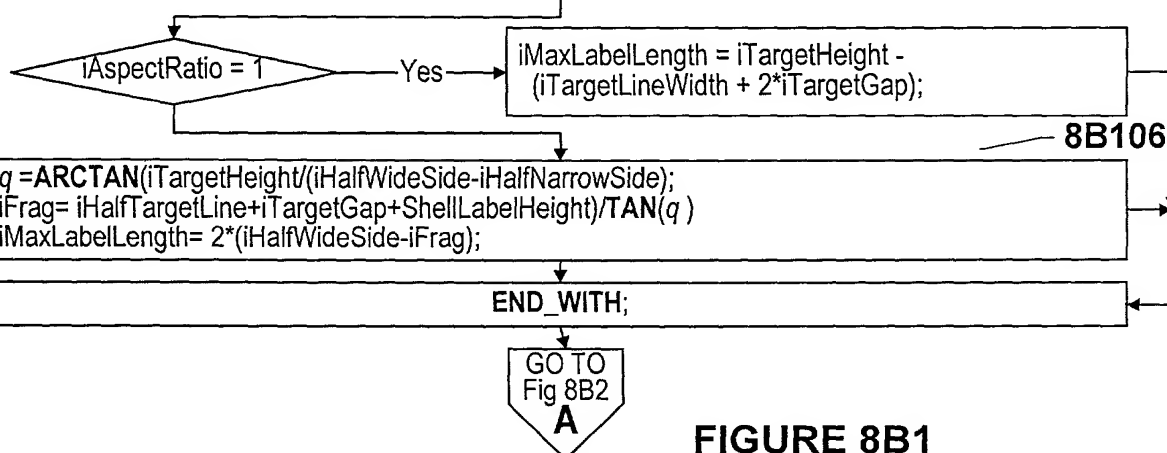 iAspectRatio = 1
Yes
iMaxLabelLength = iTargetHeight -
(iTargetLineWidth + 2*iTargetGap);
8B106
q =ARCTAN(iTargetHeight/(iHalfWideSide-iHalfNarrowSide);
iFrag= iHalfTargetLine+iTargetGap+ShellLabelHeight)/TAN(q )
iMaxLabelLength= 2*(iHalfWideSide-iFrag);
END_WITH;
GO TO
Fig 8B2
A
FIGURE 8B1